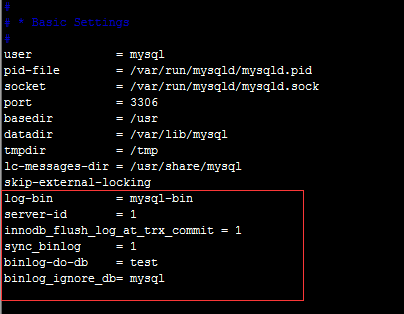 #
# * Basic Settings
#
user            = mysql
pid-file        = /var/run/mysqld/mysqld.pid
socket          = /var/run/mysqld/mysqld.sock
port            = 3306
basedir         = /usr
datadir         = /var/lib/mysql
tmpdir          = /tmp
lc-messages-dir = /usr/share/mysql
skip-external-locking
log-bin         = mysql-bin
server-id       = 1
innodb_flush_log_at_trx_commit = 1
sync_binlog     = 1
binlog-do-db    = test
binlog_ignore_db= mysql